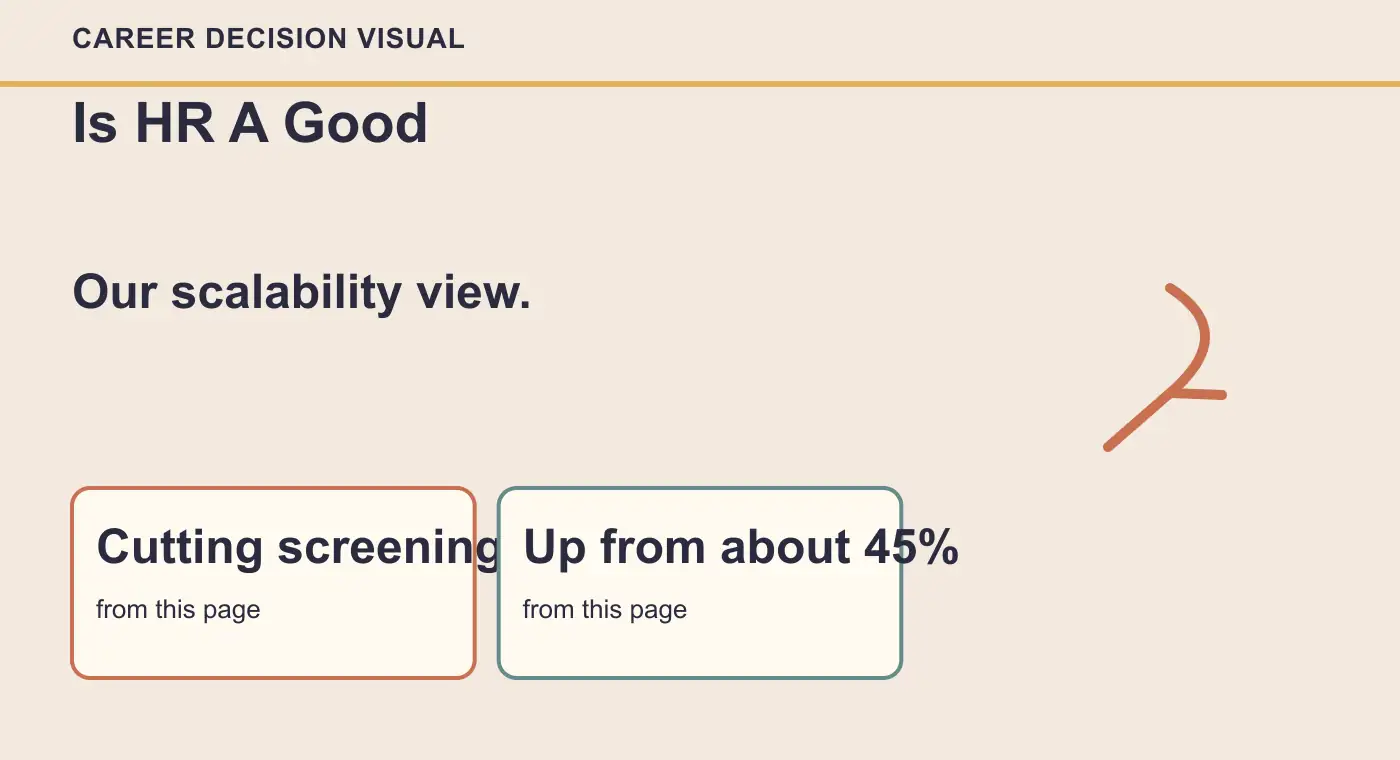 CAREER DECISION VISUAL
Is HR A Good
Our scalability view.
Cutting screening
from this page
Up from about 45%
from this page